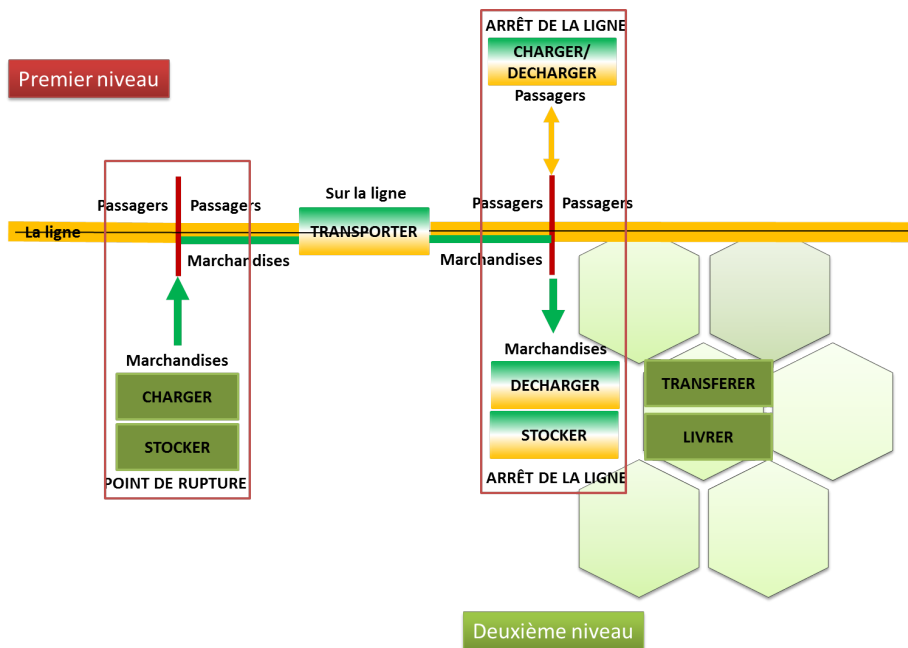 ARRÊT DE LA LIGNE
CHARGER/
DECHARGER
Passagers
Premier niveau
Sur la ligne
Passagers
Passagers
Passagers
Passagers
La ligne
TRANSPORTER
Marchandises
Marchandises
Marchandises
Marchandises
CHARGER
DECHARGER
TRANSFERER
STOCKER
STOCKER
LIVRER
POINT DE RUPTURE
ARRÊT DE LA LIGNE
Deuxième niveau